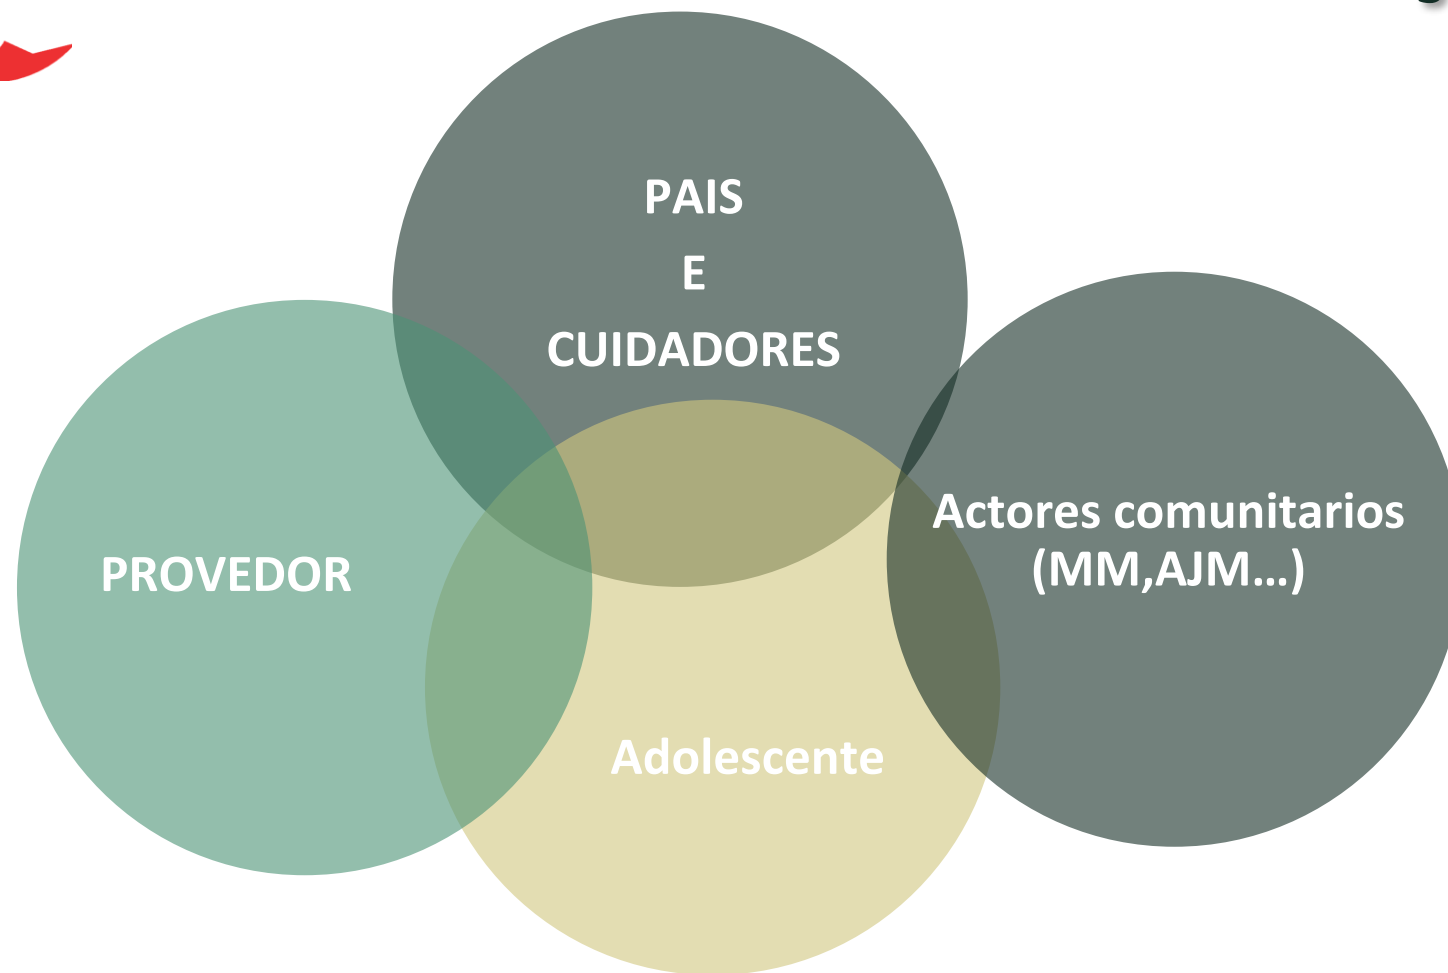 PAIS
E
CUIDADORES
PROVEDOR
Actores comunitarios
(MM,AJM...)
Adolescente